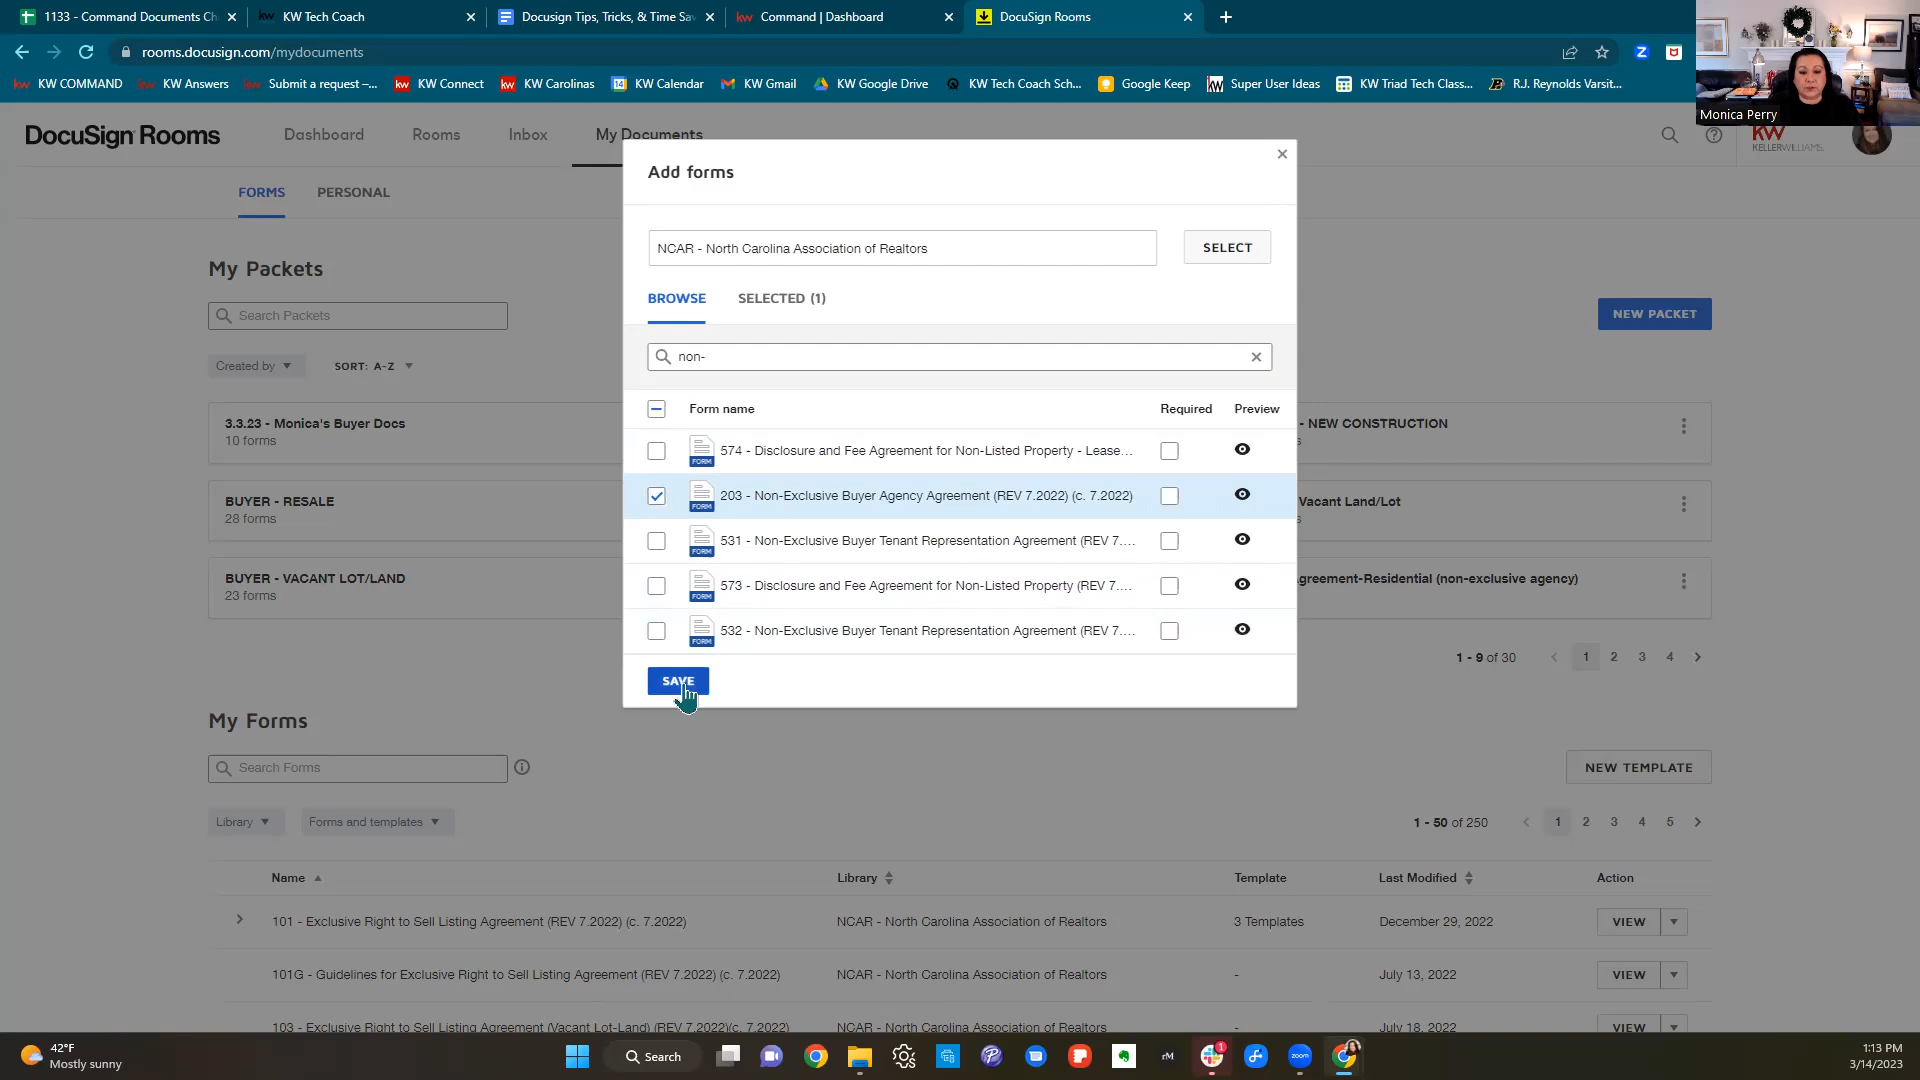 1133 - Command Documents Ch
KW Tech Coach
Docusign Tips, Tricks, & Time Sav
Command | Dashboard
DocuSign Rooms
rooms.docusign.com/mydocuments
KW COMMAND
KW Answers
Submit a request –...
KW Connect
KW Carolinas
KW Calendar
KW Gmail
KW Google Drive
KW Tech Coach Sch...
Google Keep
Super User Ideas
KW Triad Tech Class...
R.J. Reynolds Varsit...
Monica Perry
DocuSign Rooms
Dashboard
Rooms
Inbox
My Documents
KW
KELLERWILLIAMS.
FORMS
PERSONAL
Add forms
NCAR - North Carolina Association of Realtors
SELECT
BROWSE
SELECTED (1)
non-
Form name
Required
Preview
574 - Disclosure and Fee Agreement for Non-Listed Property - Lease...
203 - Non-Exclusive Buyer Agency Agreement (REV 7.2022) (c. 7.2022)
531 - Non-Exclusive Buyer Tenant Representation Agreement (REV 7....
573 - Disclosure and Fee Agreement for Non-Listed Property (REV 7....
532 - Non-Exclusive Buyer Tenant Representation Agreement (REV 7....
FORM
FORM
FORM
FORM
FORM
SAVE
My Packets
Search Packets
NEW PACKET
Created by
SORT: A-Z
3.3.23 - Monica's Buyer Docs
10 forms
- NEW CONSTRUCTION
BUYER - RESALE
28 forms
Vacant Land/Lot
BUYER - VACANT LOT/LAND
23 forms
greement-Residential (non-exclusive agency)
1 - 9 of 30
1 2 3 4
My Forms
Search Forms
NEW TEMPLATE
Library
Forms and templates
1 - 50 of 250
1 2 3 4 5
Name
Library
Template
Last Modified
Action
101 - Exclusive Right to Sell Listing Agreement (REV 7.2022) (c. 7.2022)
NCAR - North Carolina Association of Realtors
3 Templates
December 29, 2022
VIEW
101G - Guidelines for Exclusive Right to Sell Listing Agreement (REV 7.2022) (c. 7.2022)
NCAR - North Carolina Association of Realtors
-
July 13, 2022
VIEW
103 - Exclusive Right to Sell Listing Agreement (Vacant Lot-Land) (REV 7.2022)(c. 7.2022)
NCAR - North Carolina Association of Realtors
-
July 18, 2022
VIEW
42°F
Mostly sunny
Search
rM
1
zoom
1:13 PM
3/14/2023